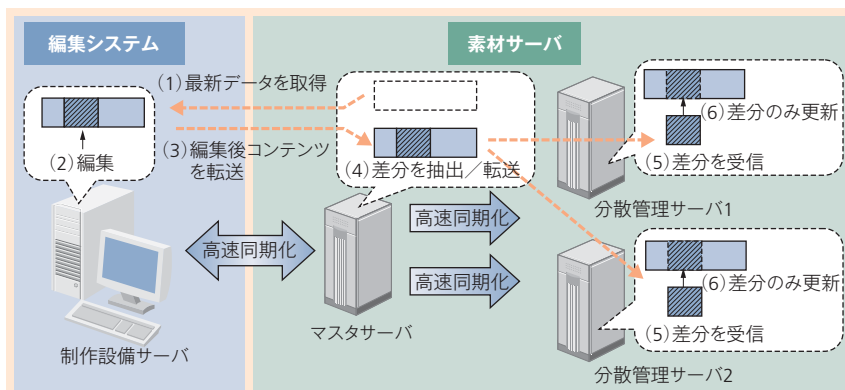 編集システム
素材サーバ
(1)最新データを取得
(2)編集
(3)編集後コンテンツ
を転送
(4)差分を抽出/転送
(6)差分のみ更新
(5)差分を受信
分散管理サーバ1
高速同期化
高速同期化
高速同期化
(6)差分のみ更新
(5)差分を受信
マスタサーバ
制作設備サーバ
分散管理サーバ2